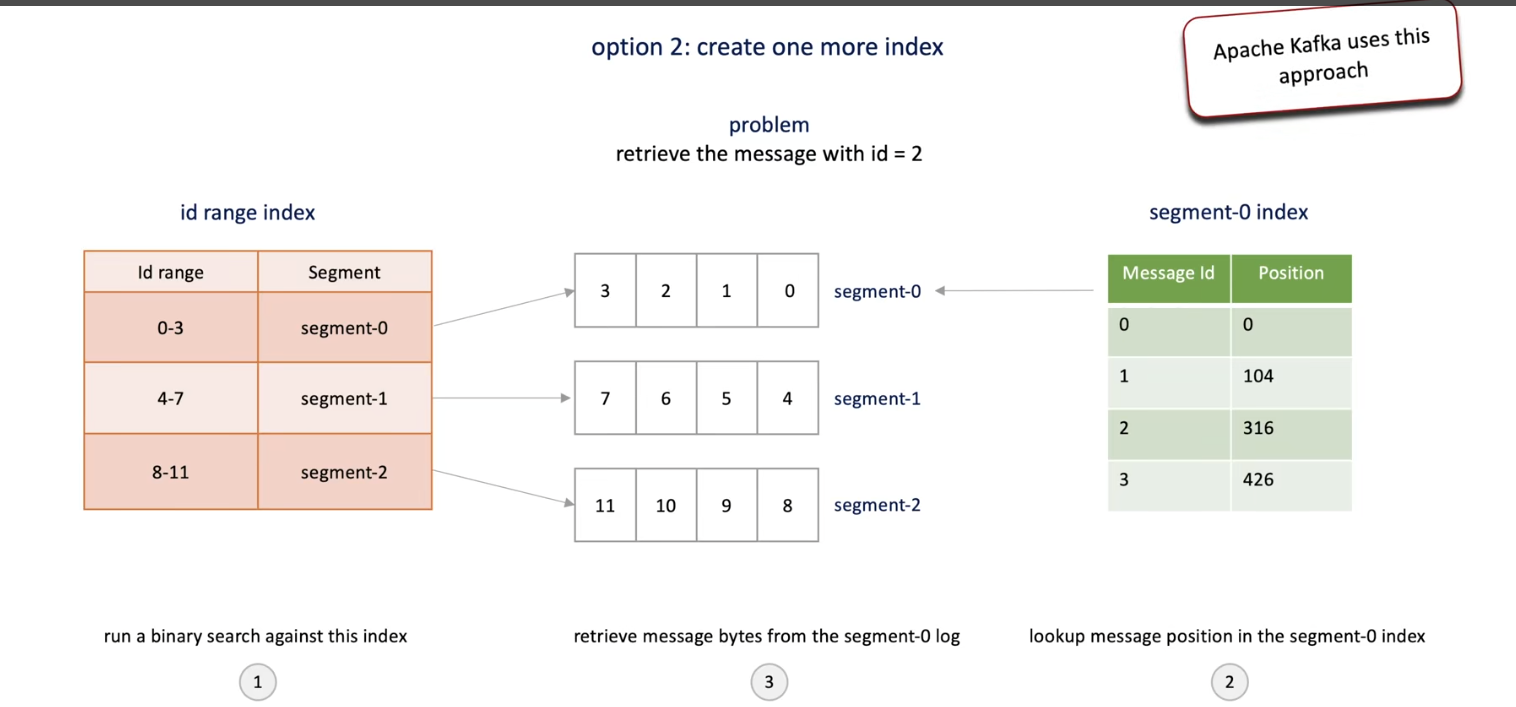 option 2: create one more index
Apache Kafka uses this
approach
problem
retrieve the message with id = 2
id range index
Id range Segment
0-3 segment-0
4-7 segment-1
8-11 segment-2
3 2 1 0 segment-0
7 6 5 4 segment-1
11 10 9 8 segment-2
segment-0 index
Message Id Position
0 0
1 104
2 316
3 426
run a binary search against this index
1
retrieve message bytes from the segment-0 log
3
lookup message position in the segment-0 index
2